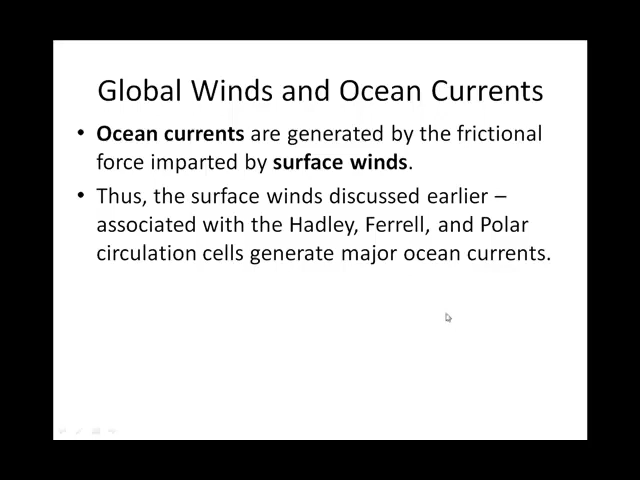 Global Winds and Ocean Currents
• Ocean currents are generated by the frictional
force imparted by surface winds.
• Thus, the surface winds discussed earlier –
associated with the Hadley, Ferrell, and Polar
circulation cells generate major ocean currents.